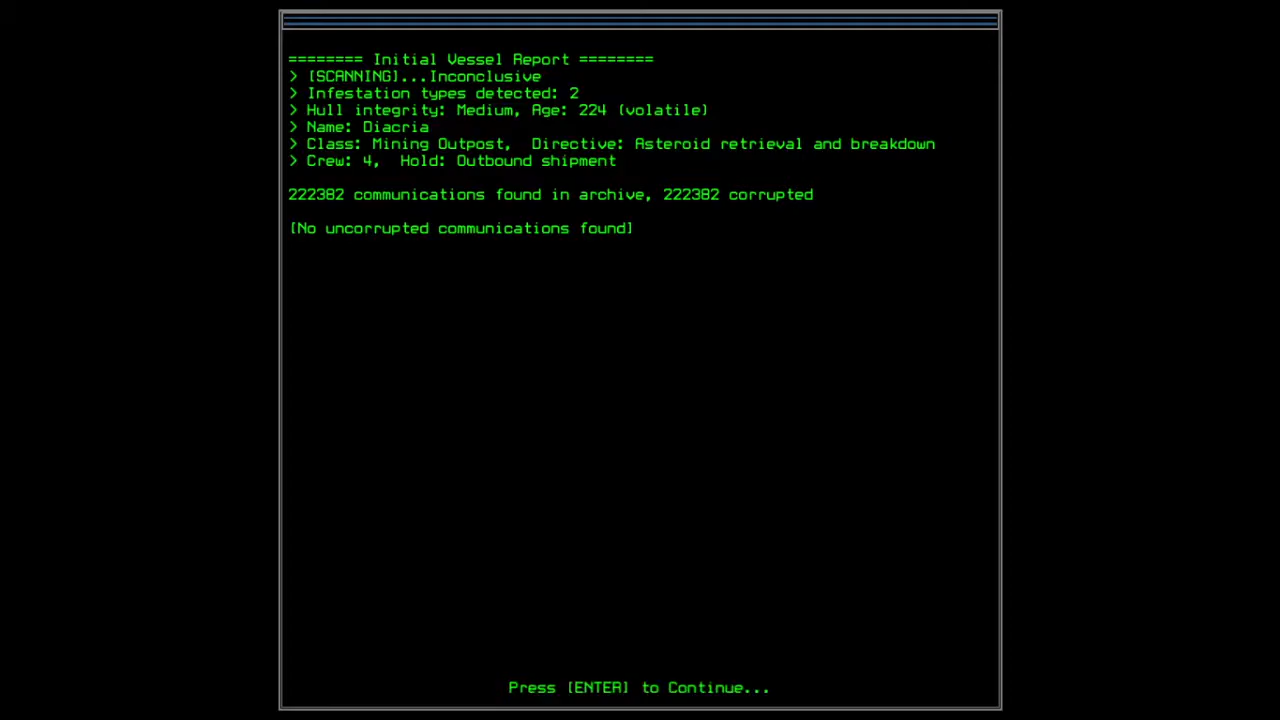 ======== Initial Vessel Report ========
> [SCANNING]...Inconclusive
> Infestation types detected: 2
> Hull integrity: Medium, Age: 224 (volatile)
> Name: Diacria
> Class: Mining Outpost,  Directive: Asteroid retrieval and breakdown
> Crew: 4,  Hold: Outbound shipment
222382 communications found in archive, 222382 corrupted
[No uncorrupted communications found]
Press [ENTER] to Continue...